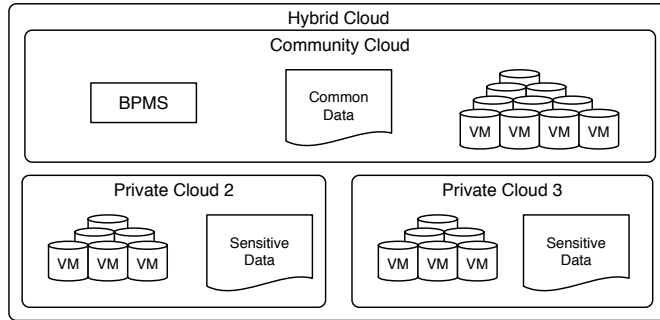 Hybrid Cloud
Community Cloud
BPMS
Common
Data
VM VM VM VM
Private Cloud 2
VM VM VM
Sensitive
Data
Private Cloud 3
VM VM VM
Sensitive
Data